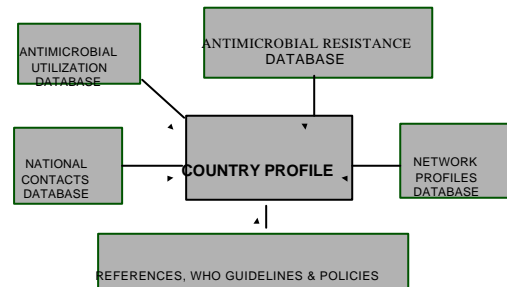 ANTIMICROBIAL
UTILIZATION
DATABASE
ANTIMICROBIAL RESISTANCE
DATABASE
NATIONAL
CONTACTS
DATABASE
COUNTRY PROFILE
NETWORK
PROFILES
DATABASE
REFERENCES, WHO GUIDELINES & POLICIES